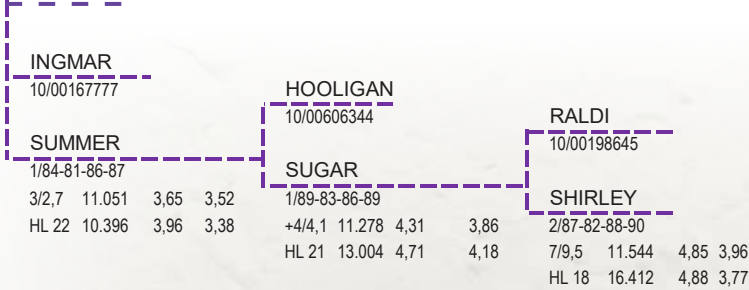 INGMAR
10/00167777
SUMMER
1/84-81-86-87
3/2,7 11.051 3,65 3,52
HL 22 10.396 3,96 3,38
HOOLIGAN
10/00606344
SUGAR
1/89-83-86-89
+4/4,1 11.278 4,31 3,86
HL 21 13.004 4,71 4,18
RALDI
10/00198645
SHIRLEY
2/87-82-88-90
7/9,5 11.544 4,85 3,96
HL 18 16.412 4,88 3,77